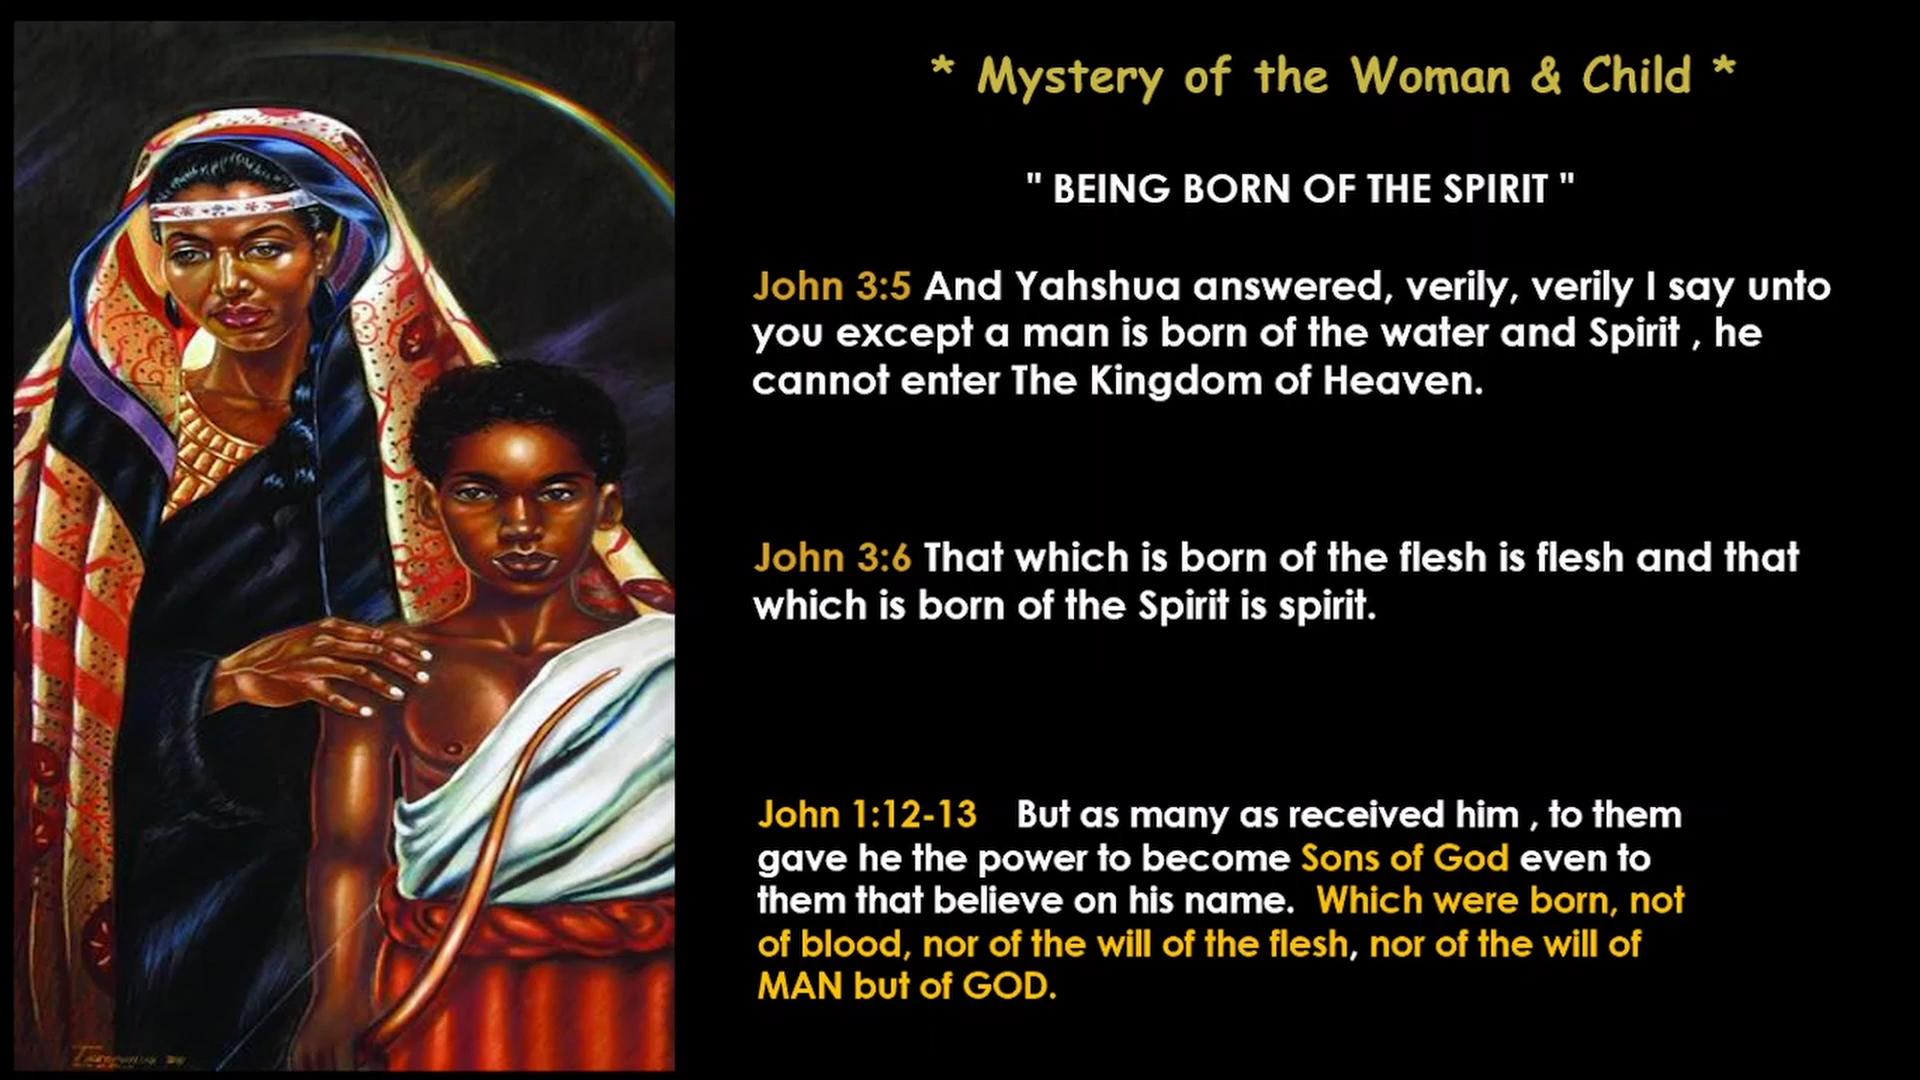 * Mystery of the Woman & Child *
" BEING BORN OF THE SPIRIT "
John 3:5 And Yahshua answered, verily, verily I say unto
you except a man is born of the water and Spirit , he
cannot enter The Kingdom of Heaven.
John 3:6 That which is born of the flesh is flesh and that
which is born of the Spirit is spirit.
John 1:12-13 But as many as received him , to them
gave he the power to become Sons of God even to
them that believe on his name. Which were born, not
of blood, nor of the will of the flesh, nor of the will of
MAN but of GOD.